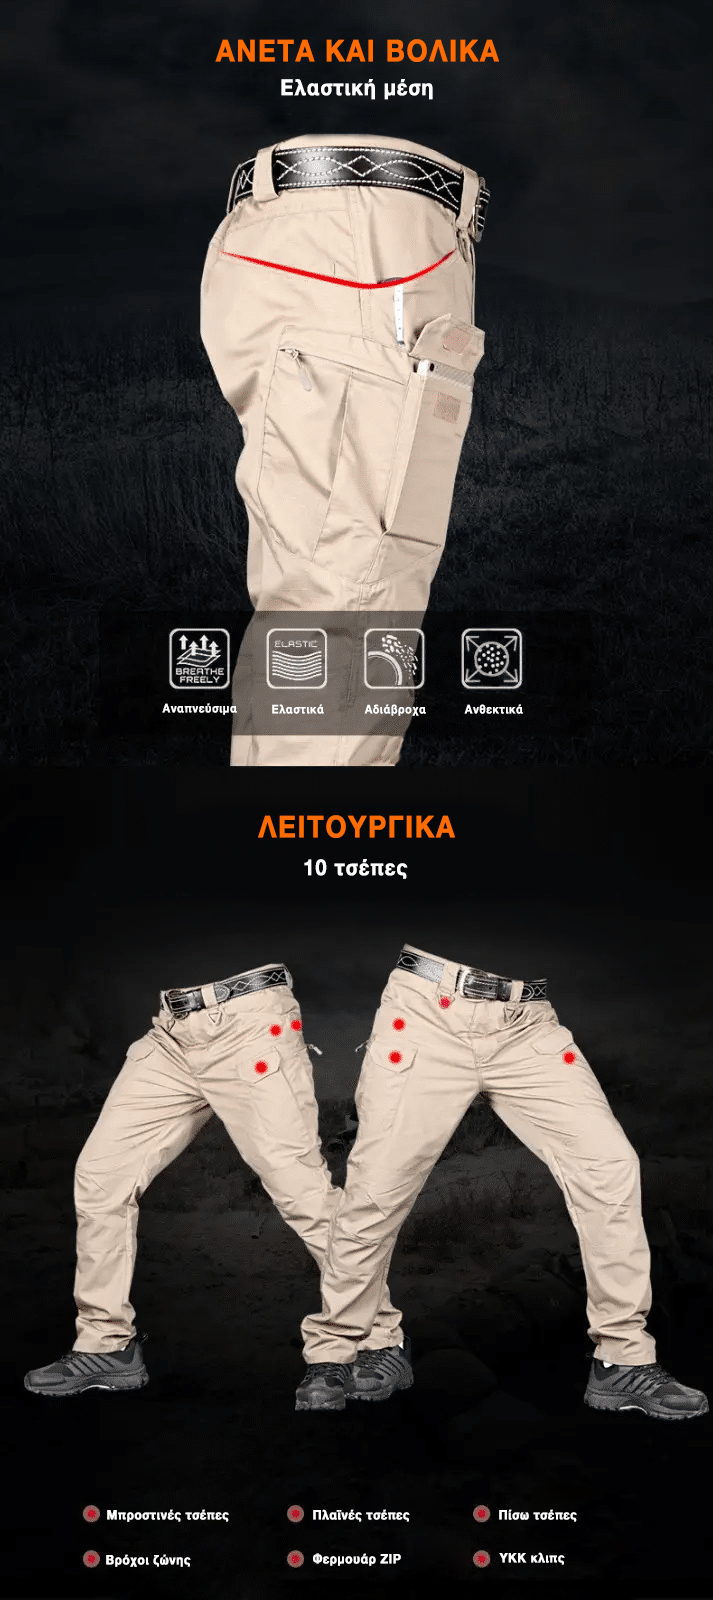 ΑΝΕΤΑ ΚΑΙ ΒΟΛΙΚΑ
Ελαστική μέση
BREATHE
FREELY
ELASTIC
Αναπνεύσιμα
Ελαστικά
Αδιάβροχα
Ανθεκτικά
ΛΕΙΤΟΥΡΓΙΚΑ
10 τσέπες
Μπροστινές τσέπες
Πλαϊνές τσέπες
Πίσω τσέπες
Βρόχοι ζώνης
Φερμουάρ ZIP
YKK κλιπς